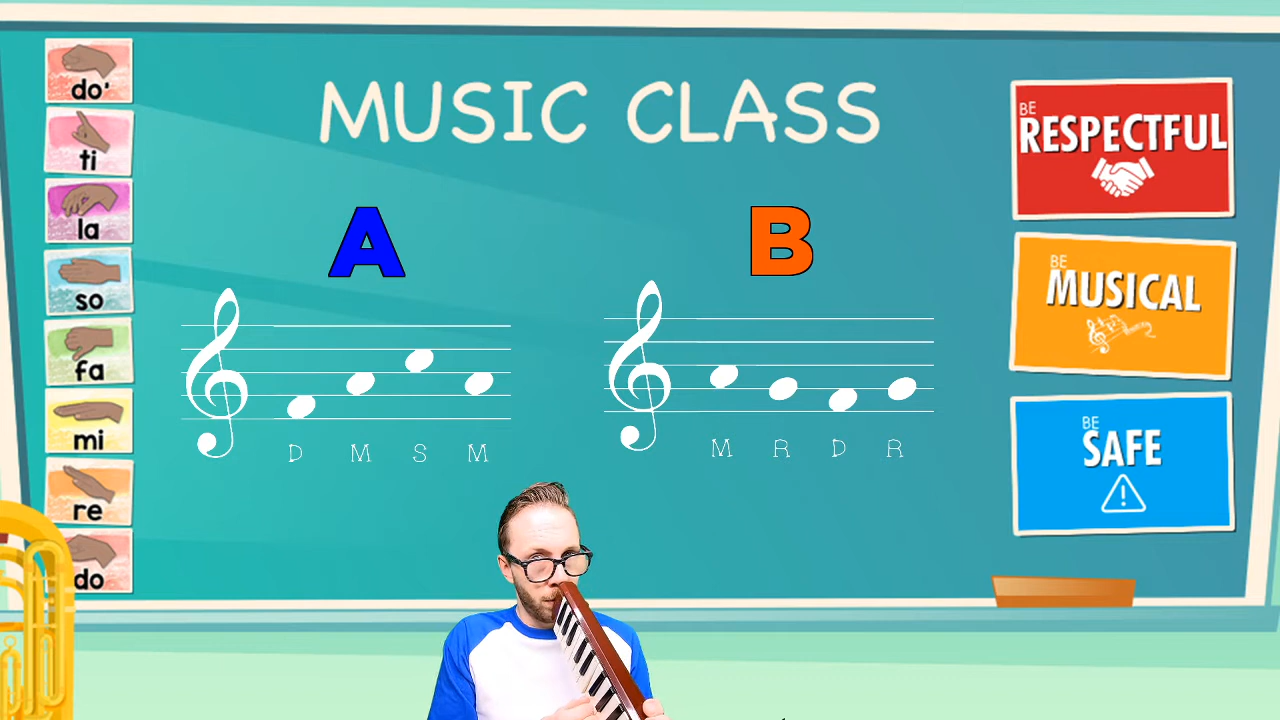 MUSIC CLASS
do'
ti
la
so
fa
mi
re
do
A
D M S M
B
M R D R
BE
RESPECTFUL
BE
MUSICAL
BE
SAFE